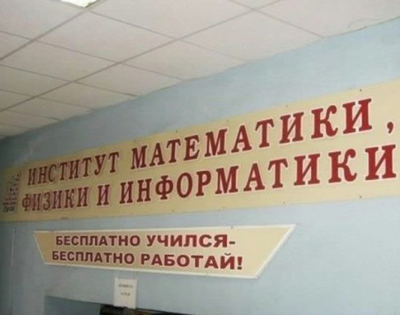 ИНСТИТУТ МАТЕМАТИКИ,
ФИЗИКИ И ИНФОРМАТИКИ
БЕСПЛАТНО УЧИЛСЯ-
БЕСПЛАТНО РАБОТАЙ!